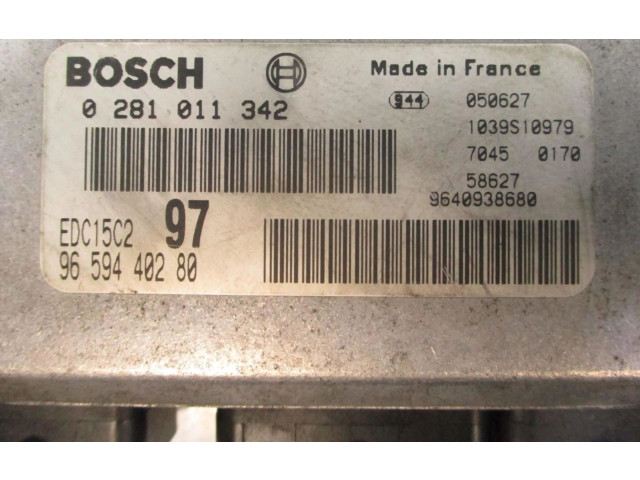 BOSCH
Made in France
0 281 011 342
944 050627
1039S10979
7045 0170
58627
9640938680
EDC15C2 97
96 594 402 80